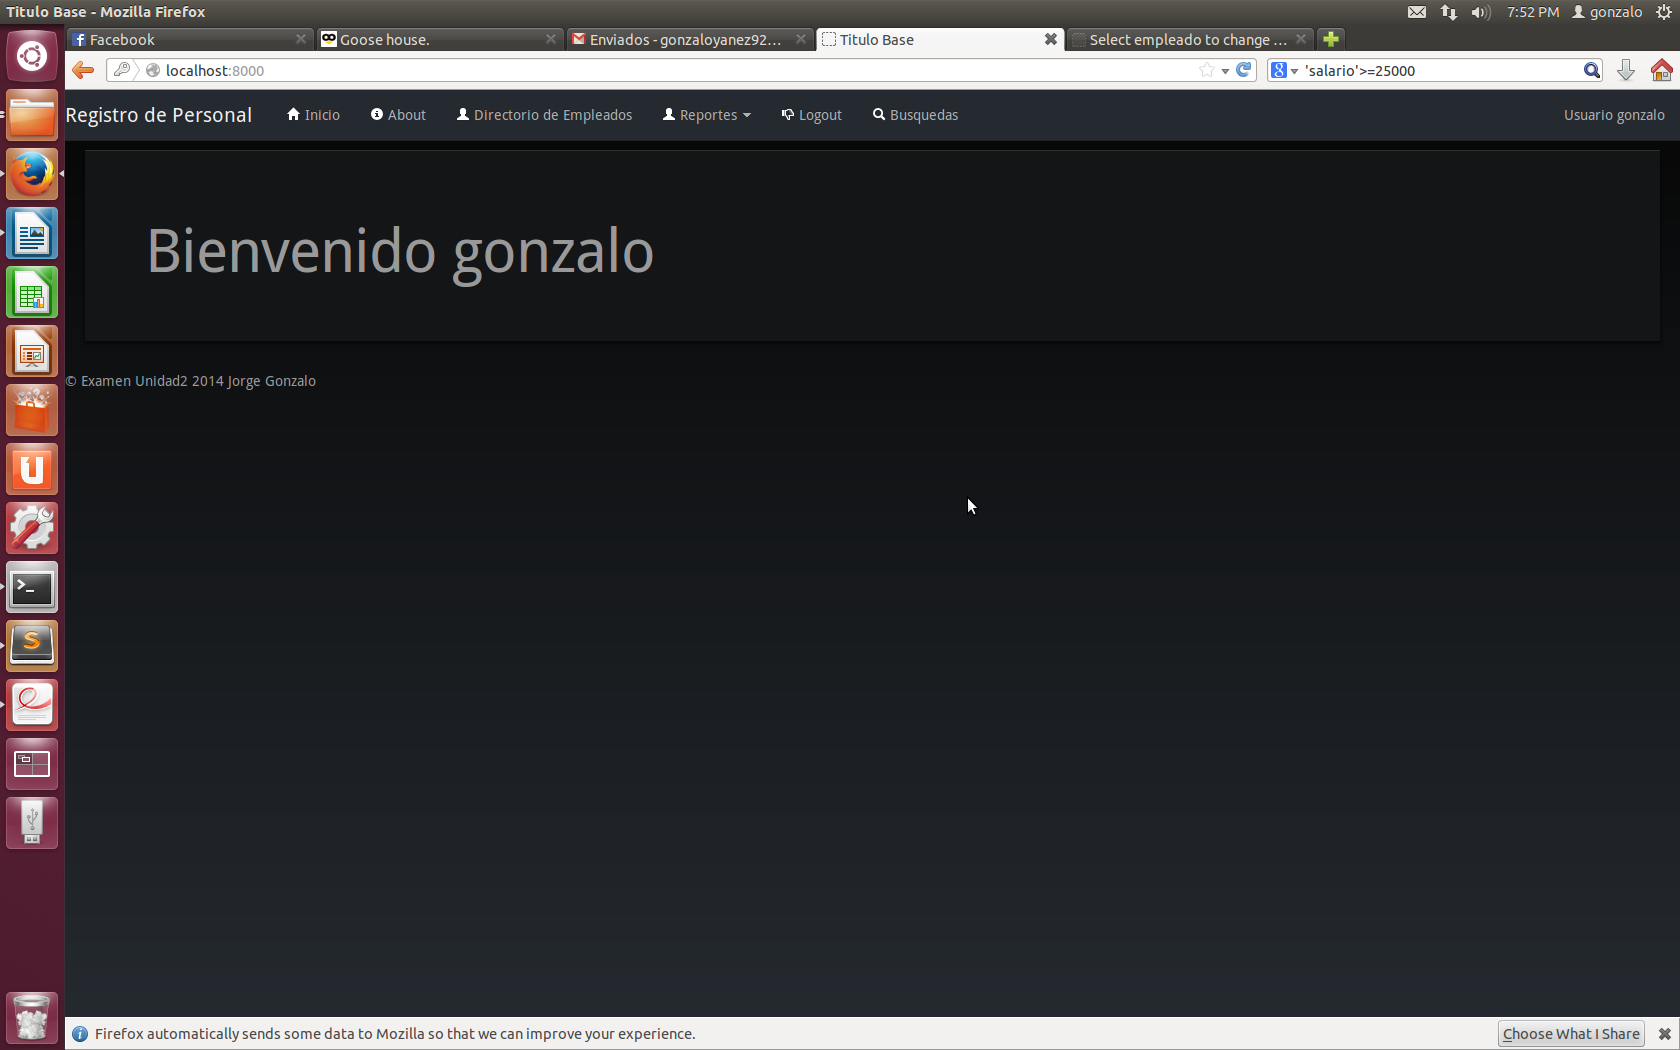 Titulo Base - Mozilla Firefox
7:52 PM gonzalo
Facebook
Goose house.
Enviados - gonzaloyanez92...
Titulo Base
Select empleado to change ...
localhost:8000
'salario'>=25000
Registro de Personal
Inicio
About
Directorio de Empleados
Reportes
Logout
Busquedas
Usuario gonzalo
Bienvenido gonzalo
© Examen Unidad2 2014 Jorge Gonzalo
Firefox automatically sends some data to Mozilla so that we can improve your experience.
Choose What I Share